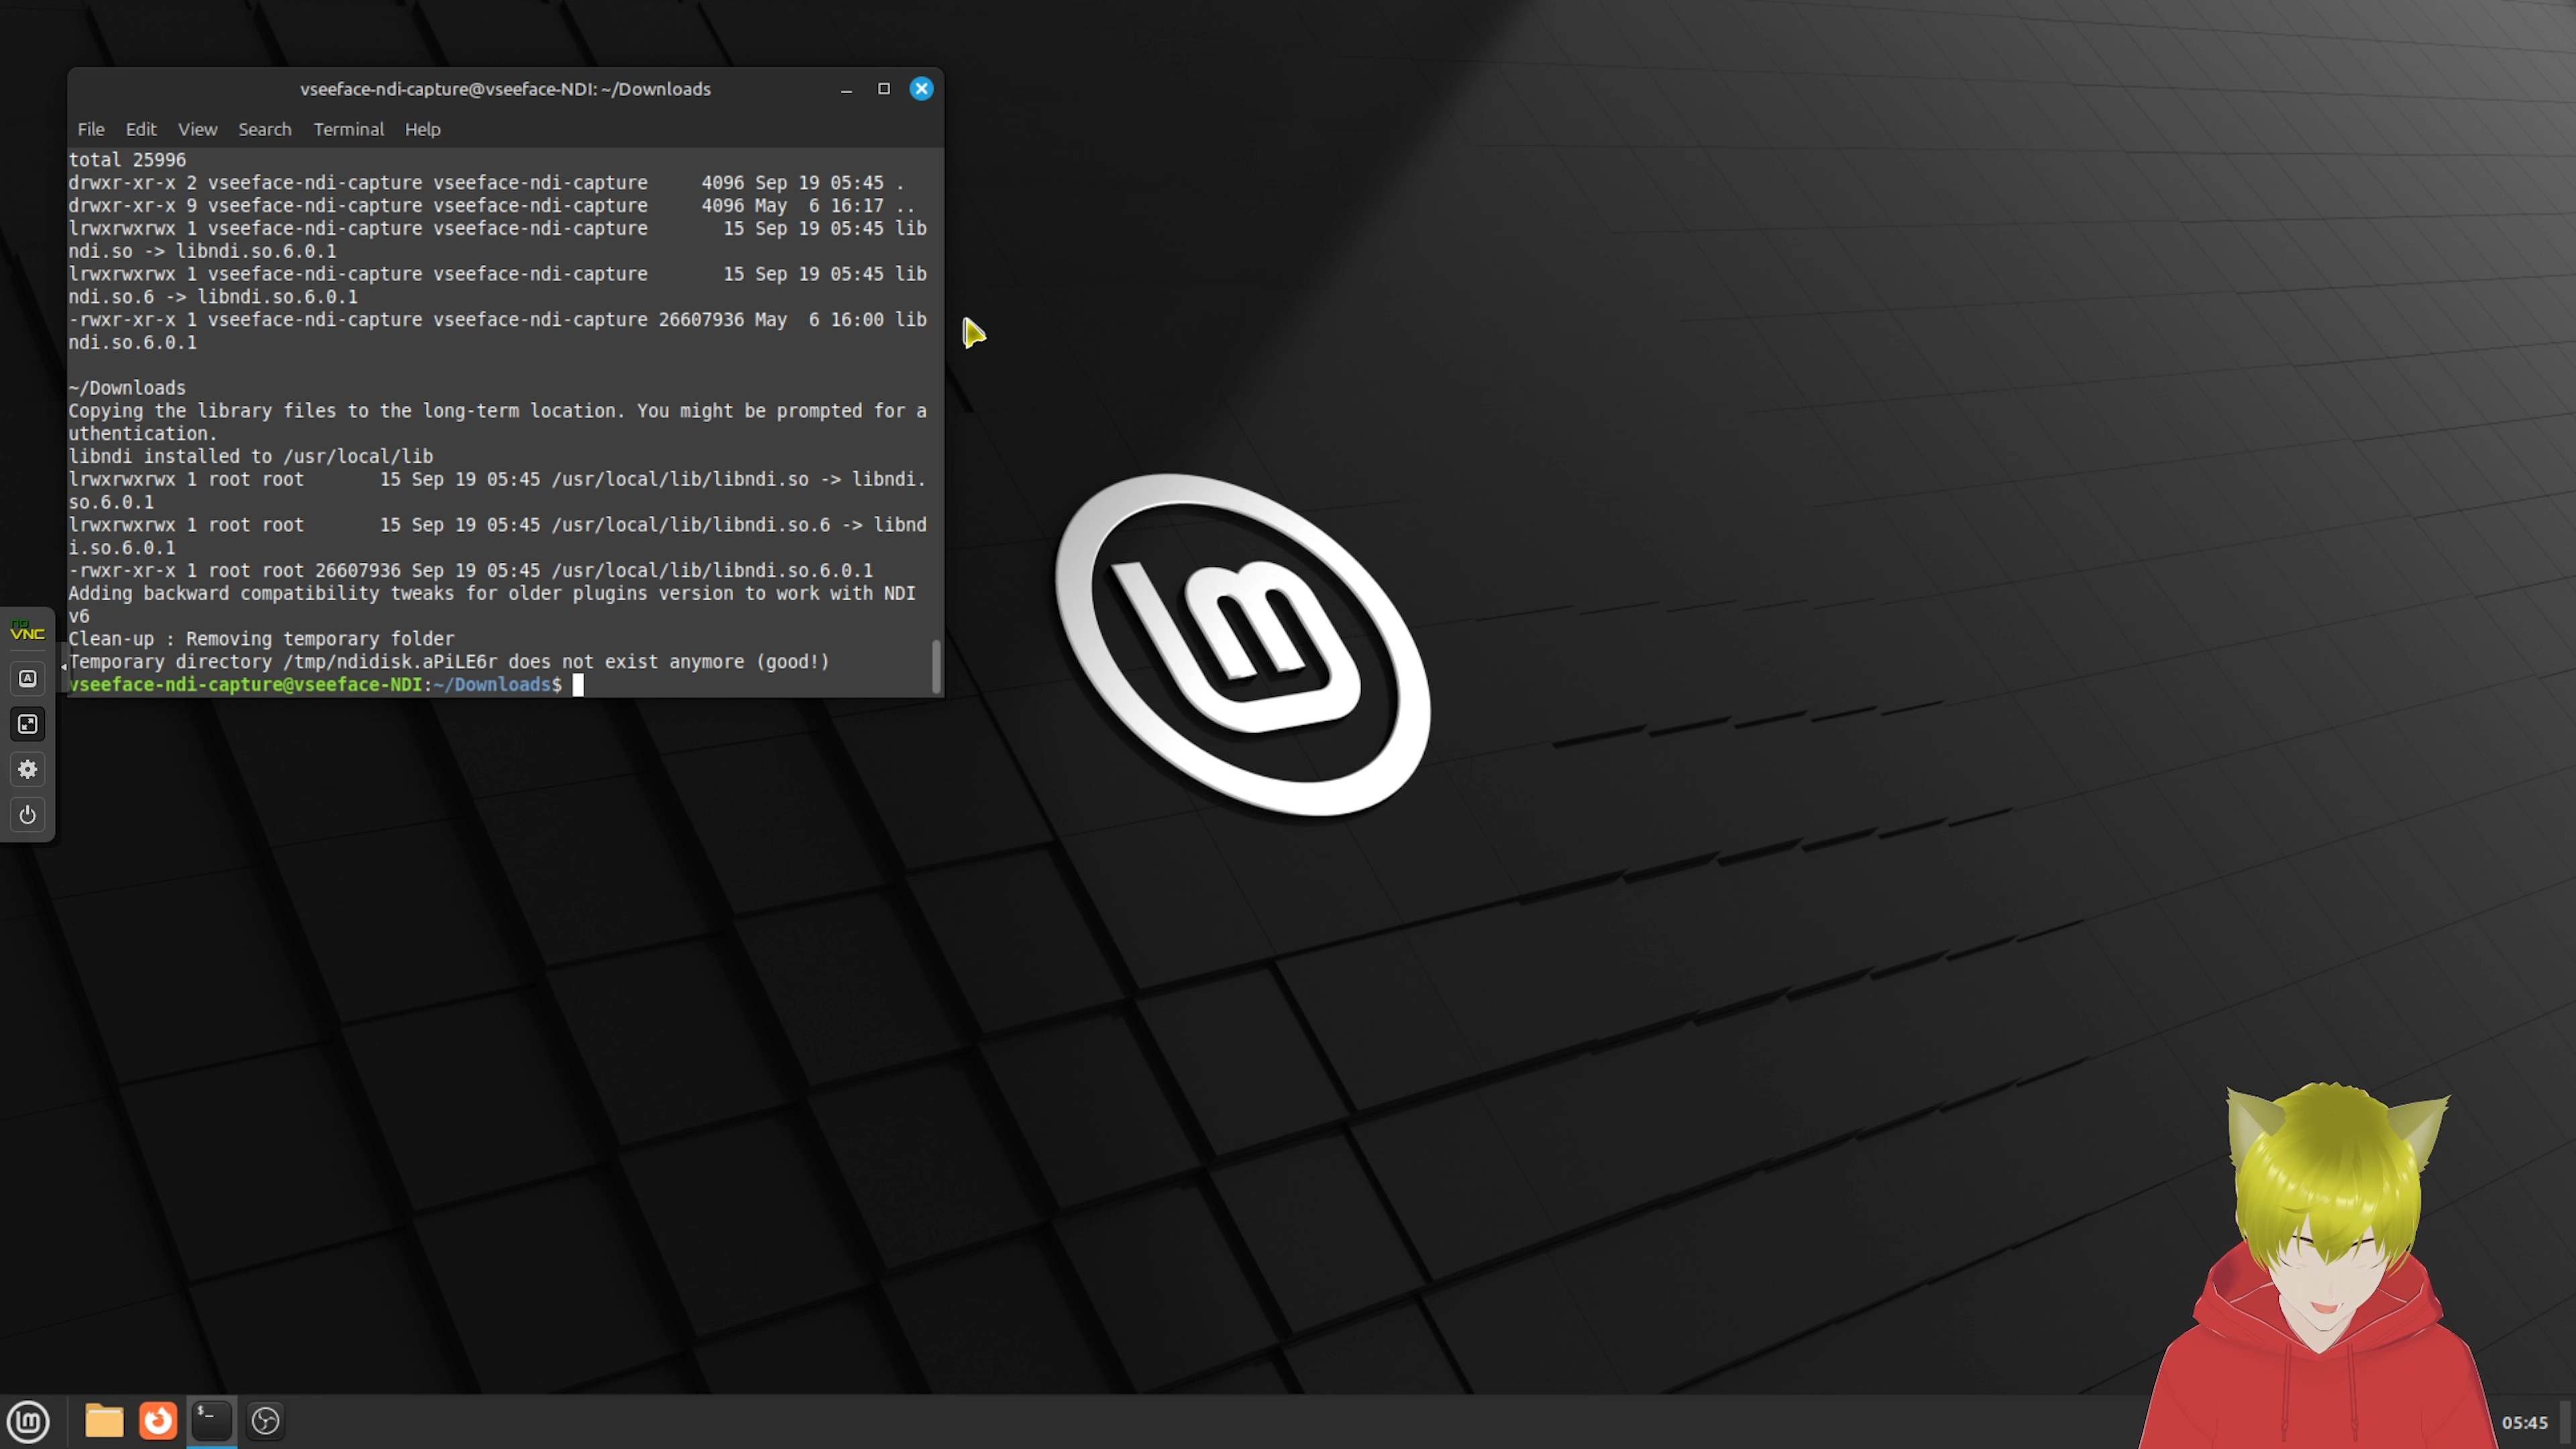 vseeface-ndi-capture@vseeface-NDI: ~/Downloads
File Edit View Search Terminal Help
total 25996
drwxr-xr-x 2 vseeface-ndi-capture vseeface-ndi-capture     4096 Sep 19 05:45 .
drwxr-xr-x 9 vseeface-ndi-capture vseeface-ndi-capture     4096 May  6 16:17 ..
lrwxrwxrwx 1 vseeface-ndi-capture vseeface-ndi-capture       15 Sep 19 05:45 lib
ndi.so -> libndi.so.6.0.1
lrwxrwxrwx 1 vseeface-ndi-capture vseeface-ndi-capture       15 Sep 19 05:45 lib
ndi.so.6 -> libndi.so.6.0.1
-rwxr-xr-x 1 vseeface-ndi-capture vseeface-ndi-capture 26607936 May  6 16:00 lib
ndi.so.6.0.1
~/Downloads
Copying the library files to the long-term location. You might be prompted for a
uthentication.
libndi installed to /usr/local/lib
lrwxrwxrwx 1 root root       15 Sep 19 05:45 /usr/local/lib/libndi.so -> libndi.
so.6.0.1
lrwxrwxrwx 1 root root       15 Sep 19 05:45 /usr/local/lib/libndi.so.6 -> libnd
i.so.6.0.1
-rwxr-xr-x 1 root root 26607936 Sep 19 05:45 /usr/local/lib/libndi.so.6.0.1
Adding backward compatibility tweaks for older plugins version to work with NDI
v6
Clean-up : Removing temporary folder
Temporary directory /tmp/ndidisk.aPiLE6r does not exist anymore (good!)
vseeface-ndi-capture@vseeface-NDI:~/Downloads$
no
VNC
A
$_
05:45